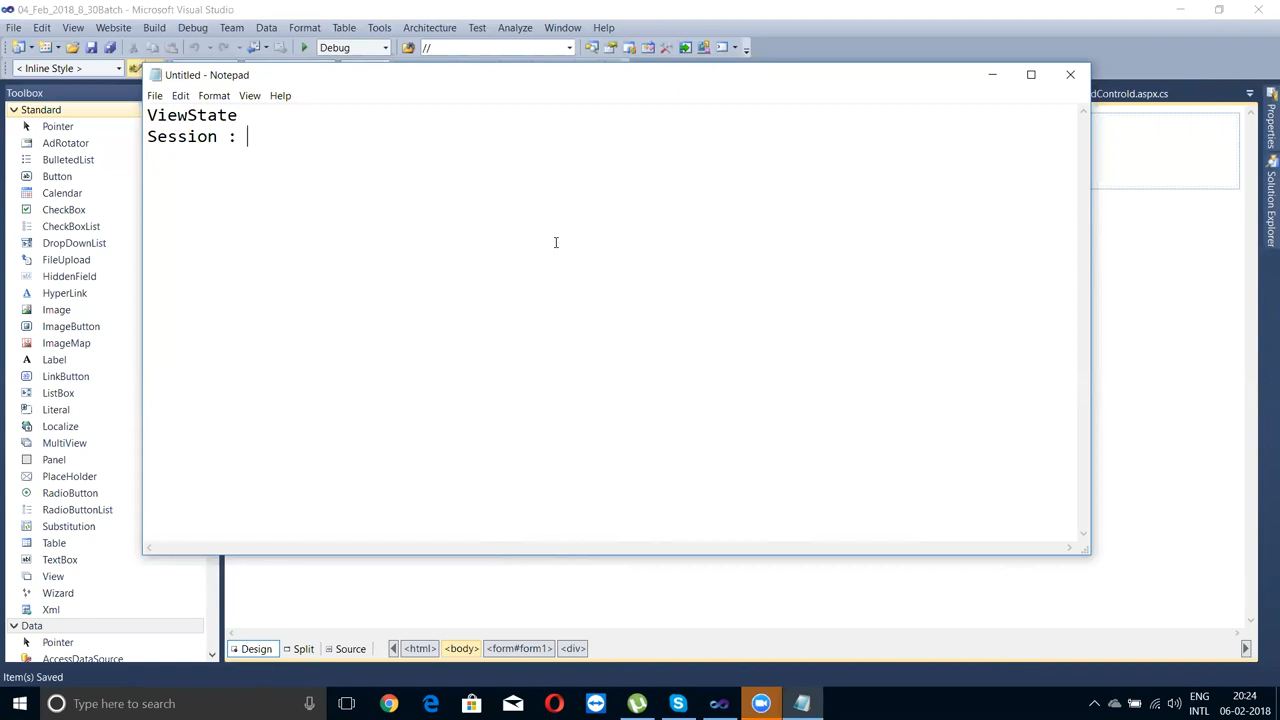 04_Feb_2018_8_30Batch - Microsoft Visual Studio
File Edit View Website Build Debug Team Data Format Table Tools Architecture Test Analyze Window Help
Debug //
< Inline Style >
Untitled - Notepad
File Edit Format View Help
ViewState
Session :
Toolbox
Standard
Pointer
AdRotator
BulletedList
Button
Calendar
CheckBox
CheckBoxList
DropDownList
FileUpload
HiddenField
HyperLink
Image
ImageButton
ImageMap
Label
LinkButton
ListBox
Literal
Localize
MultiView
Panel
PlaceHolder
RadioButton
RadioButtonList
Substitution
Table
TextBox
View
Wizard
Xml
Data
Pointer
AccessDataSource
dControld.aspx.cs
Properties
Solution Explorer
Design Split Source <html> <body> <form#form1> <div>
Item(s) Saved
Type here to search
ENG 20:24
INTL 06-02-2018